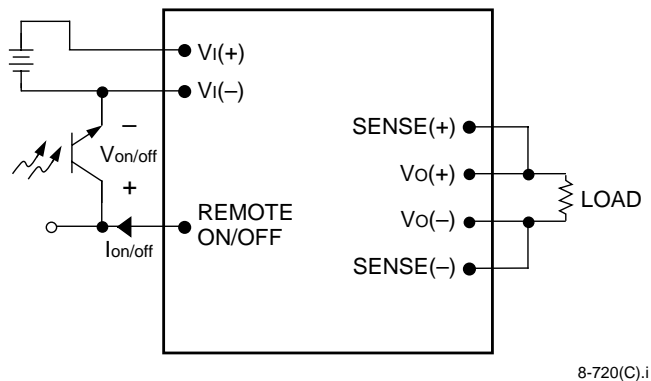 VI(+)
VI(–)
–
Von/off
+
REMOTE
ON/OFF
Ion/off
SENSE(+)
VO(+)
VO(–)
SENSE(–)
LOAD
8-720(C).i